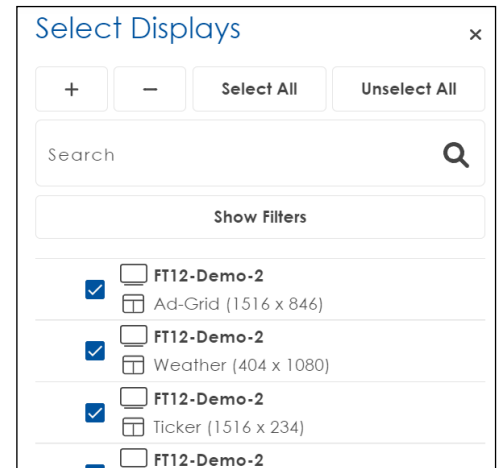 Select Displays ×
+ − Select All Unselect All
Search
Show Filters
FT12-Demo-2
Ad-Grid (1516 x 846)
FT12-Demo-2
Weather (404 x 1080)
FT12-Demo-2
Ticker (1516 x 234)
FT12-Demo-2